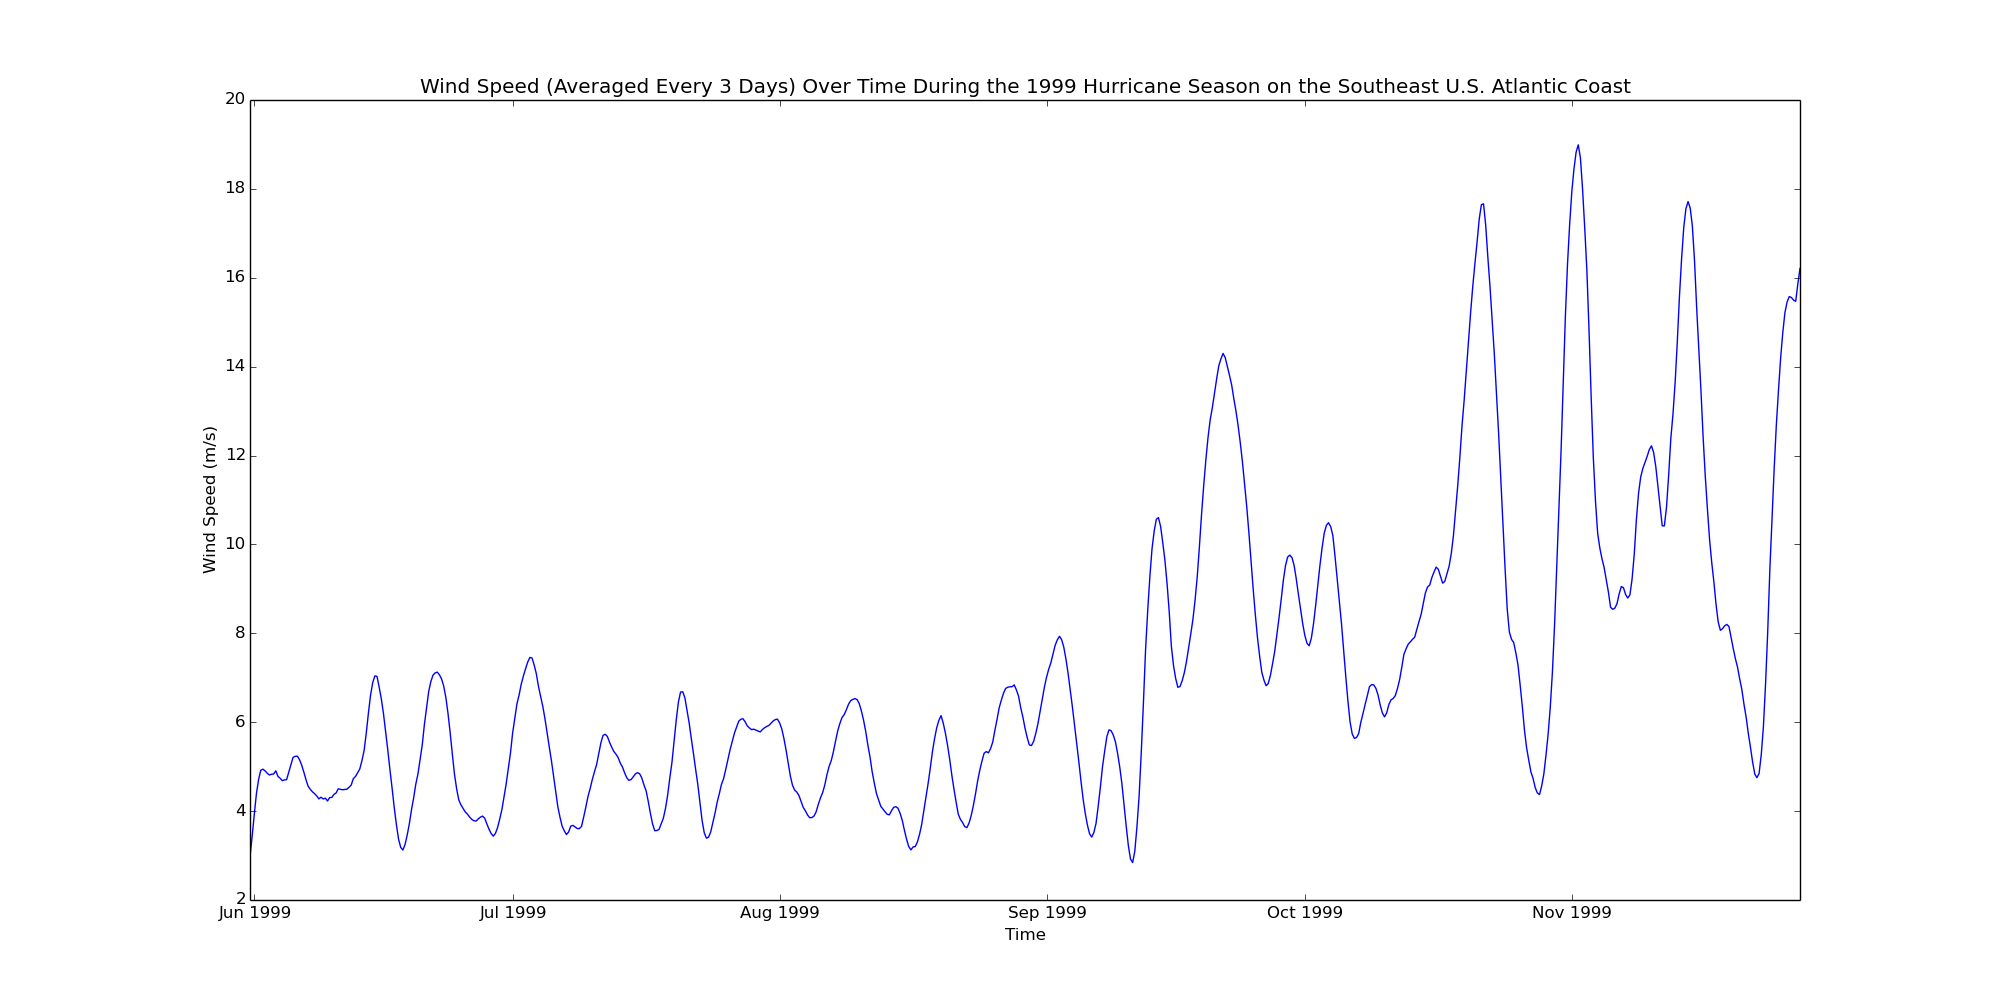 Wind Speed (Averaged Every 3 Days) Over Time During the 1999 Hurricane Season on the Southeast U.S. Atlantic Coast
20
18
16
14
12
10
8
6
4
2
Wind Speed (m/s)
Jun 1999 Jul 1999 Aug 1999 Sep 1999 Oct 1999 Nov 1999
Time